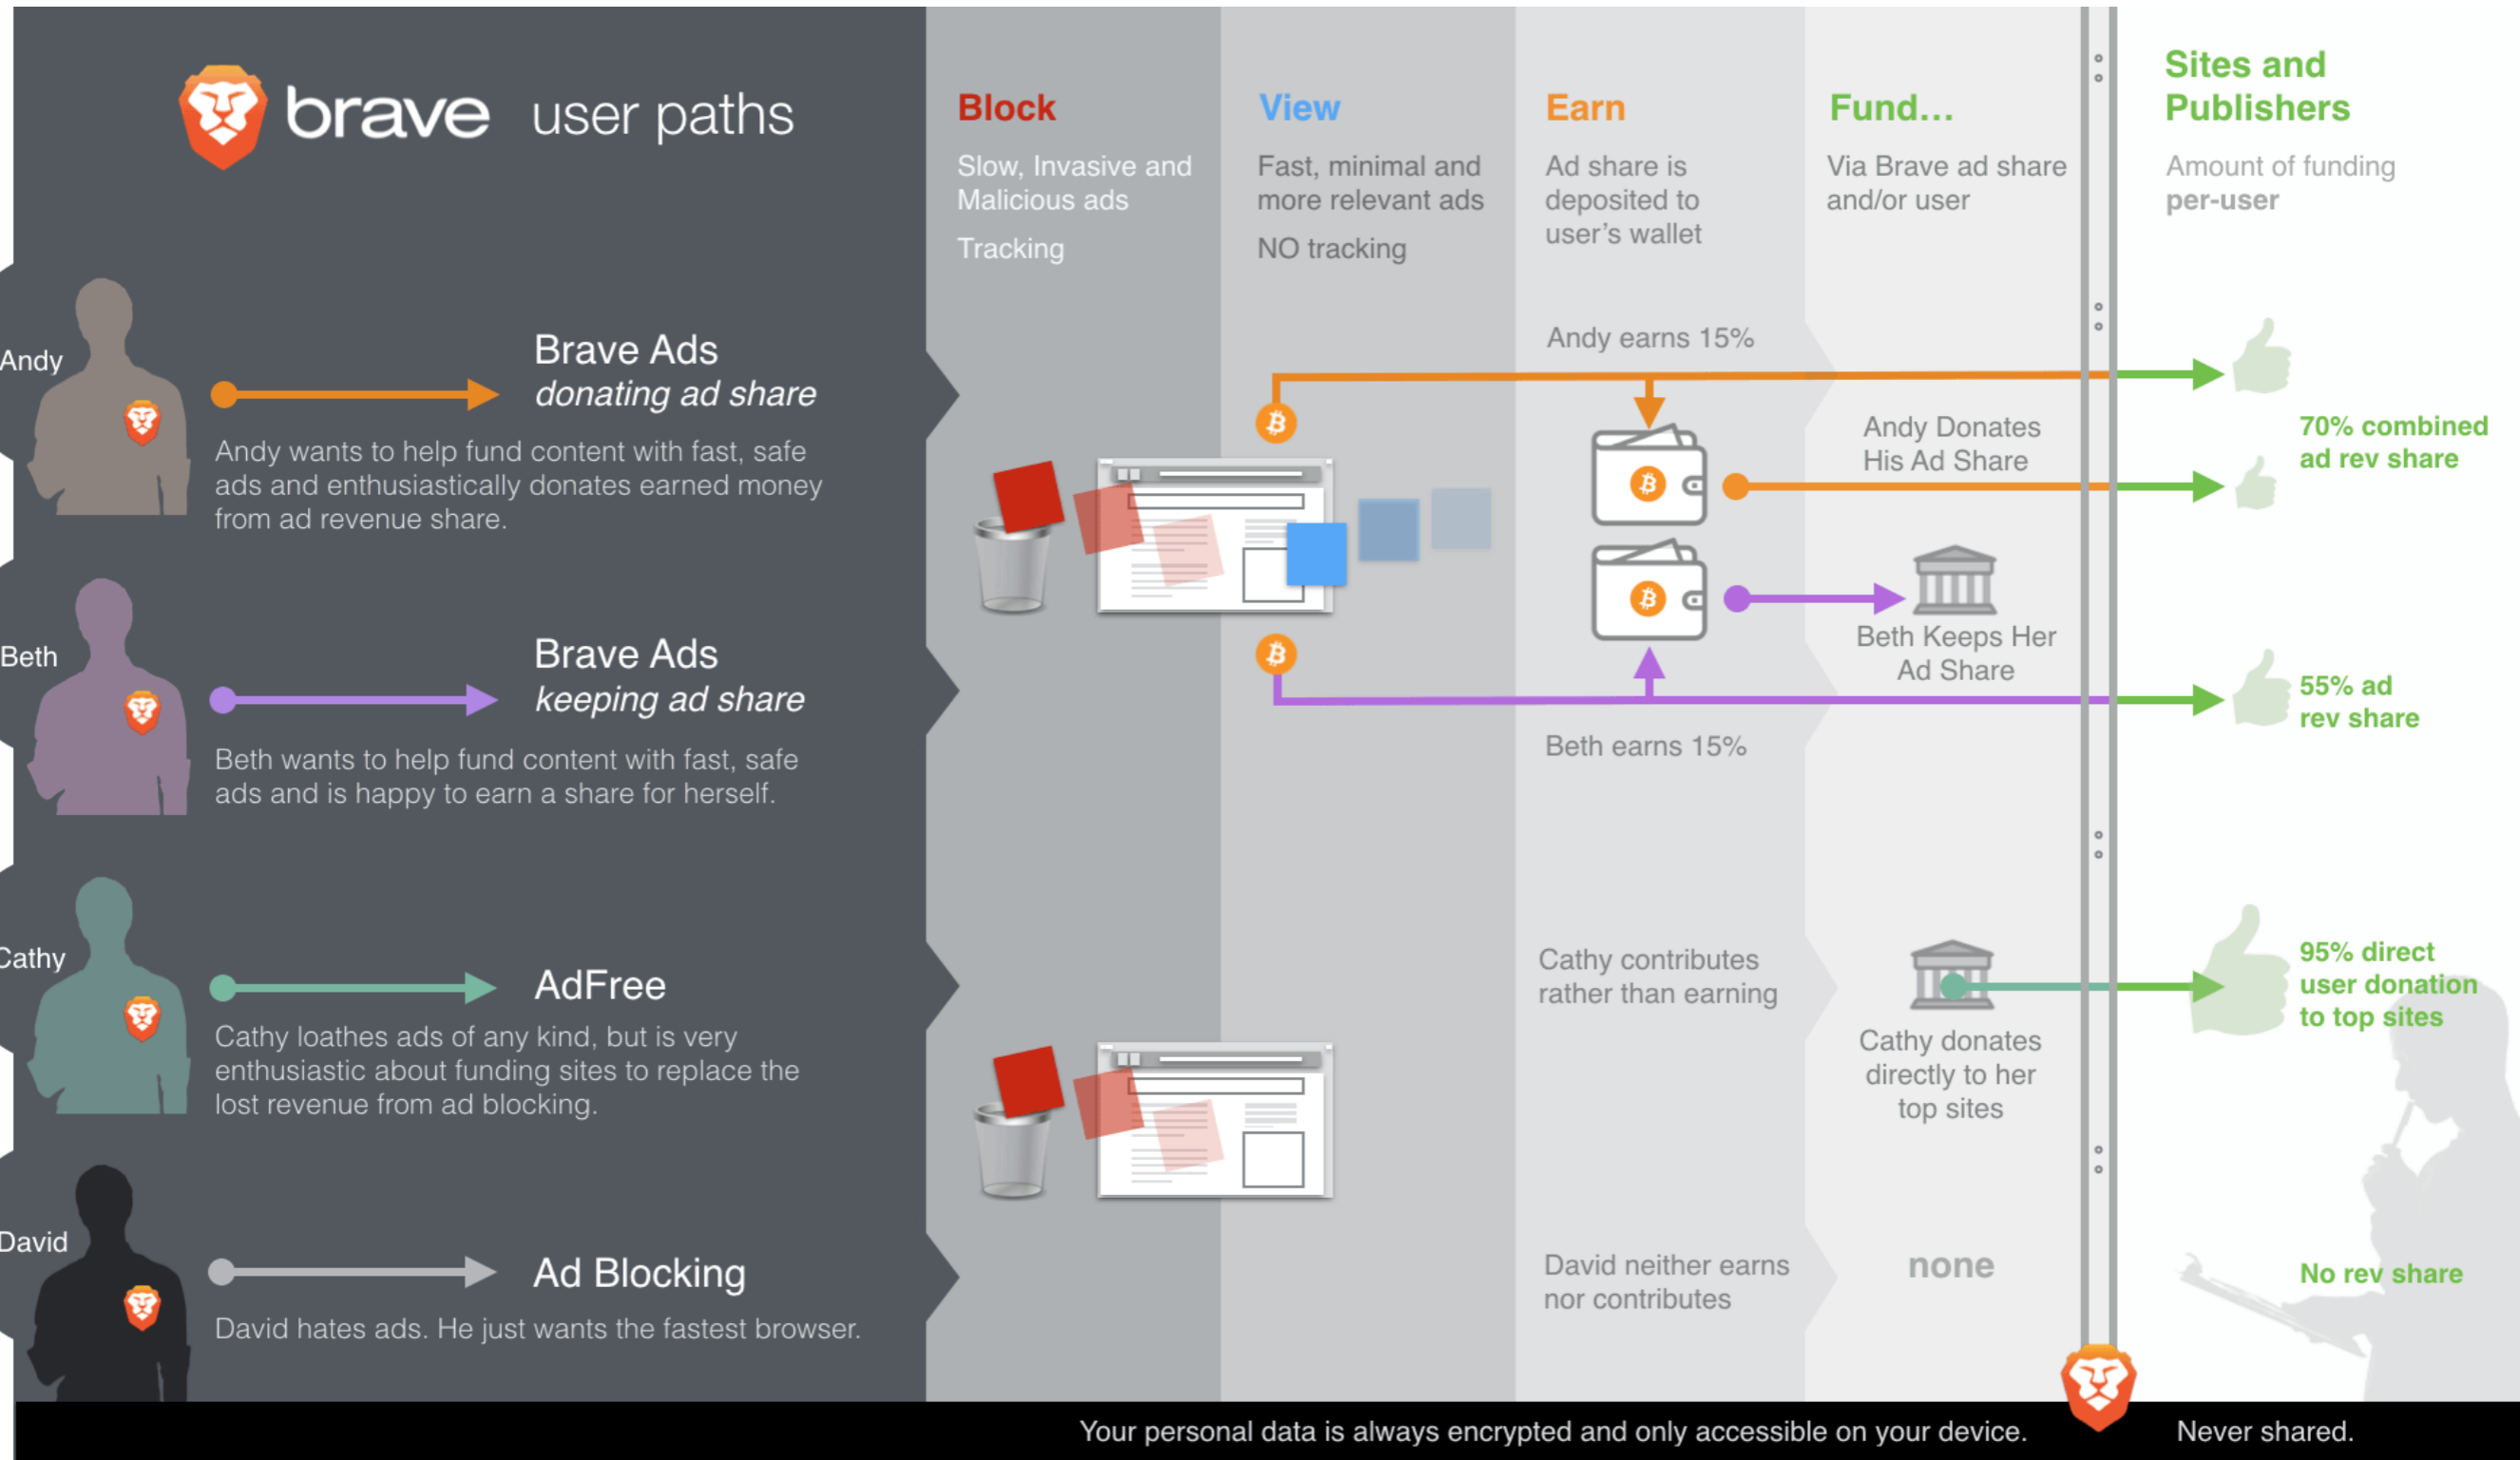 brave user paths
Block
Slow, Invasive and
Malicious ads
Tracking
View
Fast, minimal and
more relevant ads
NO tracking
Earn
Ad share is
deposited to
user's wallet
Fund...
Via Brave ad share
and/or user
Sites and
Publishers
Amount of funding
per-user
Andy
Brave Ads
donating ad share
Andy wants to help fund content with fast, safe
ads and enthusiastically donates earned money
from ad revenue share.
Andy earns 15%
Andy Donates
His Ad Share
70% combined
ad rev share
Beth
Brave Ads
keeping ad share
Beth wants to help fund content with fast, safe
ads and is happy to earn a share for herself.
Beth Keeps Her
Ad Share
Beth earns 15%
55% ad
rev share
Cathy
AdFree
Cathy loathes ads of any kind, but is very
enthusiastic about funding sites to replace the
lost revenue from ad blocking.
Cathy contributes
rather than earning
Cathy donates
directly to her
top sites
95% direct
user donation
to top sites
David
Ad Blocking
David hates ads. He just wants the fastest browser.
David neither earns
nor contributes
none
No rev share
Your personal data is always encrypted and only accessible on your device.
Never shared.